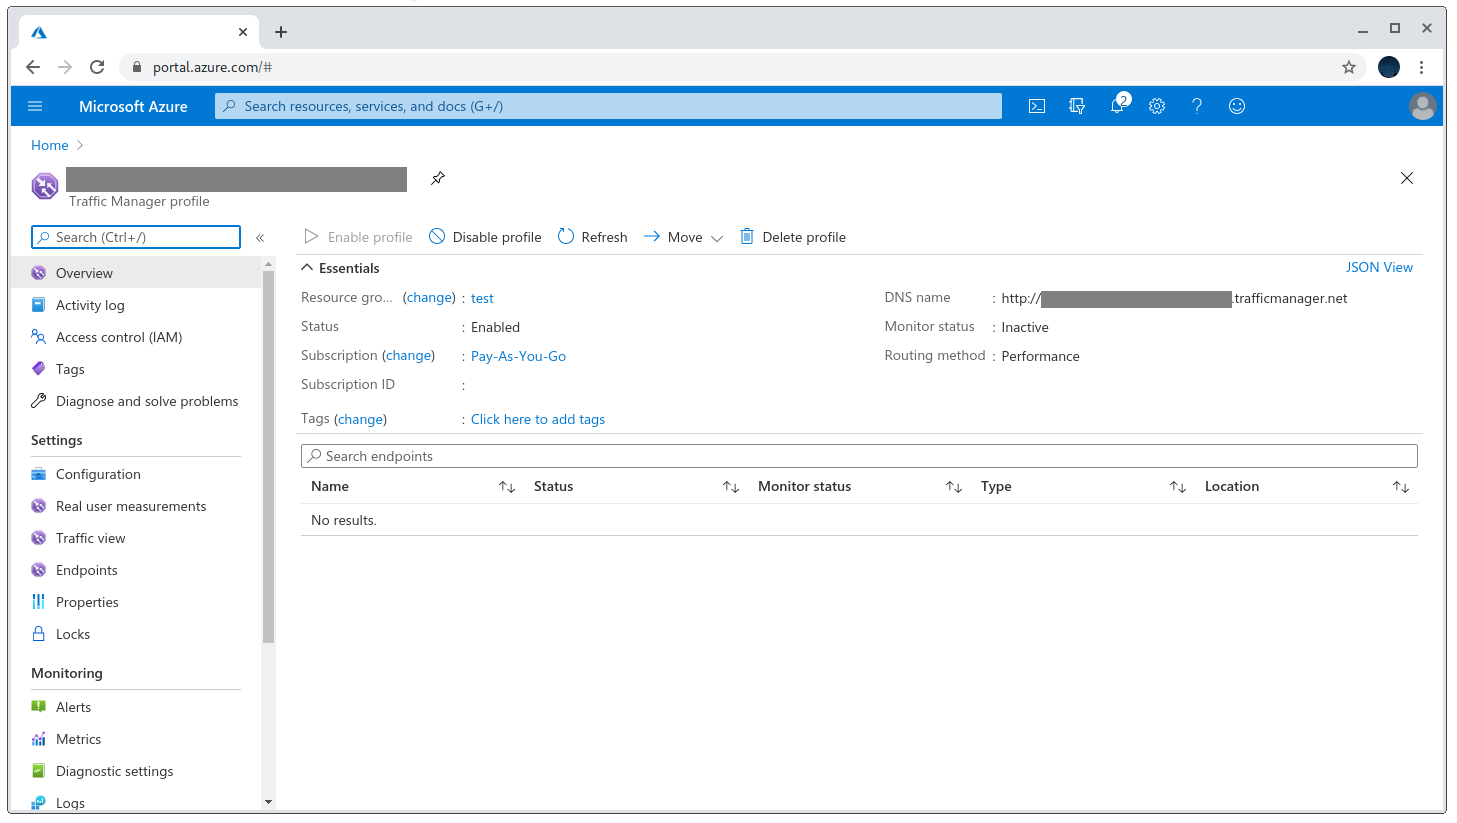 portal.azure.com/#
Microsoft Azure
Search resources, services, and docs (G+/)
2
Home
Traffic Manager profile
Search (Ctrl+/)
«
Enable profile
Disable profile
Refresh
Move
Delete profile
Overview
Activity log
Access control (IAM)
Tags
Diagnose and solve problems
Settings
Configuration
Real user measurements
Traffic view
Endpoints
Properties
Locks
Monitoring
Alerts
Metrics
Diagnostic settings
Logs
Essentials
JSON View
Resource gro... (change) : test
Status : Enabled
Subscription (change) : Pay-As-You-Go
Subscription ID :
Tags (change) : Click here to add tags
DNS name : http:// .trafficmanager.net
Monitor status : Inactive
Routing method : Performance
Search endpoints
Name Status Monitor status Type Location
No results.